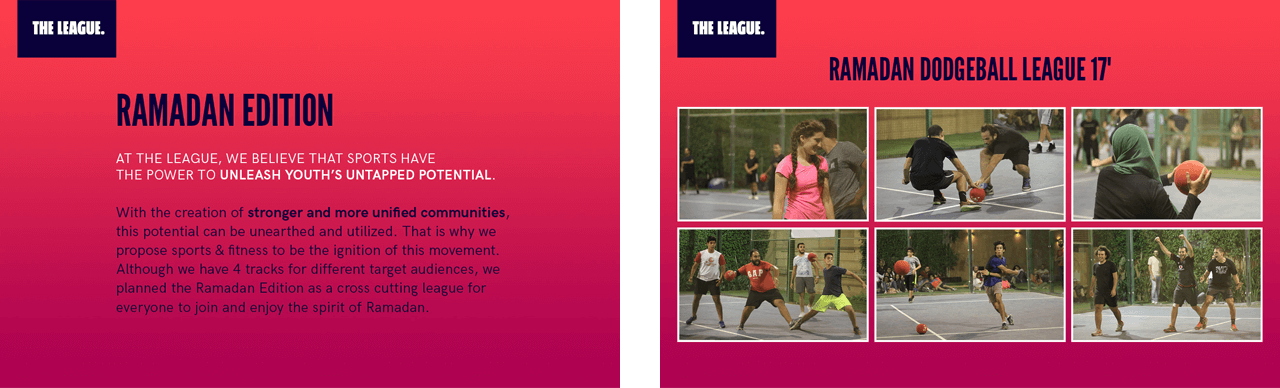 THE LEAGUE.
RAMADAN EDITION
AT THE LEAGUE, WE BELIEVE THAT SPORTS HAVE
THE POWER TO UNLEASH YOUTH’S UNTAPPED POTENTIAL.
With the creation of stronger and more unified communities,
this potential can be unearthed and utilized. That is why we
propose sports & fitness to be the ignition of this movement.
Although we have 4 tracks for different target audiences, we
planned the Ramadan Edition as a cross cutting league for
everyone to join and enjoy the spirit of Ramadan.
THE LEAGUE.
RAMADAN DODGEBALL LEAGUE 17'
GAP